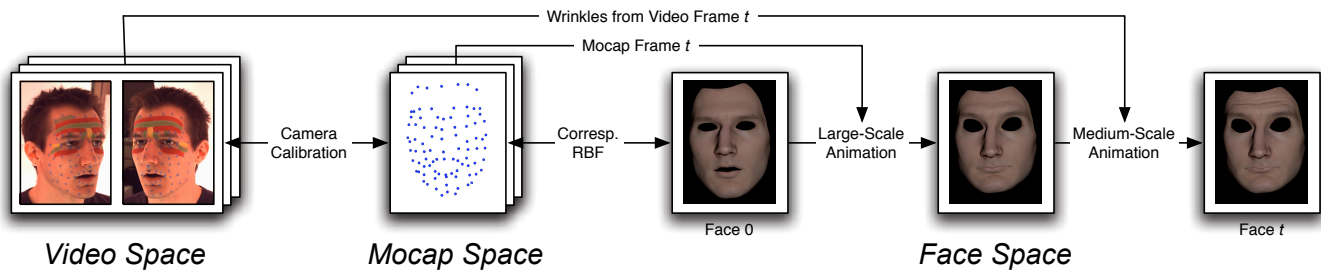 Wrinkles from Video Frame t
Mocap Frame t
Camera
Calibration
Corresp.
RBF
Large-Scale
Animation
Medium-Scale
Animation
Face 0
Face t
Video Space
Mocap Space
Face Space